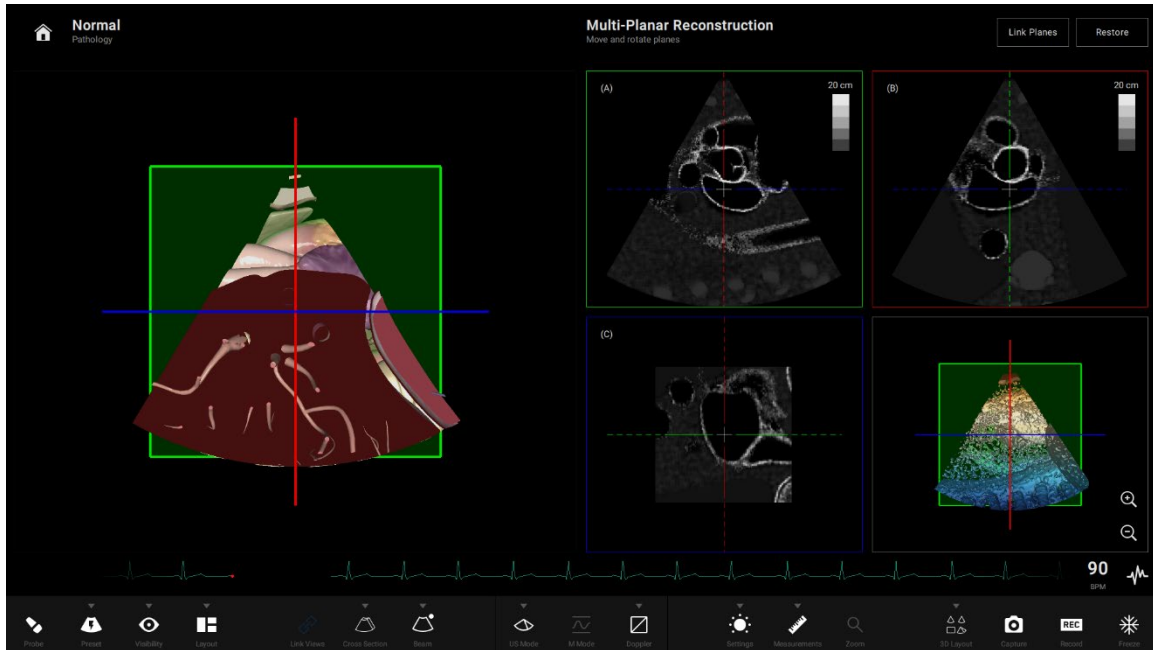 Normal
Pathology
Multi-Planar Reconstruction
Move and rotate planes
Link Planes
Restore
(A)
20 cm
(B)
20 cm
(C)
90
BPM
Probe
Preset
Visibility
Layout
Link Views
Cross Section
Beam
US Mode
M Mode
Doppler
Settings
Measurements
Zoom
3D Layout
Capture
REC
Record
Freeze